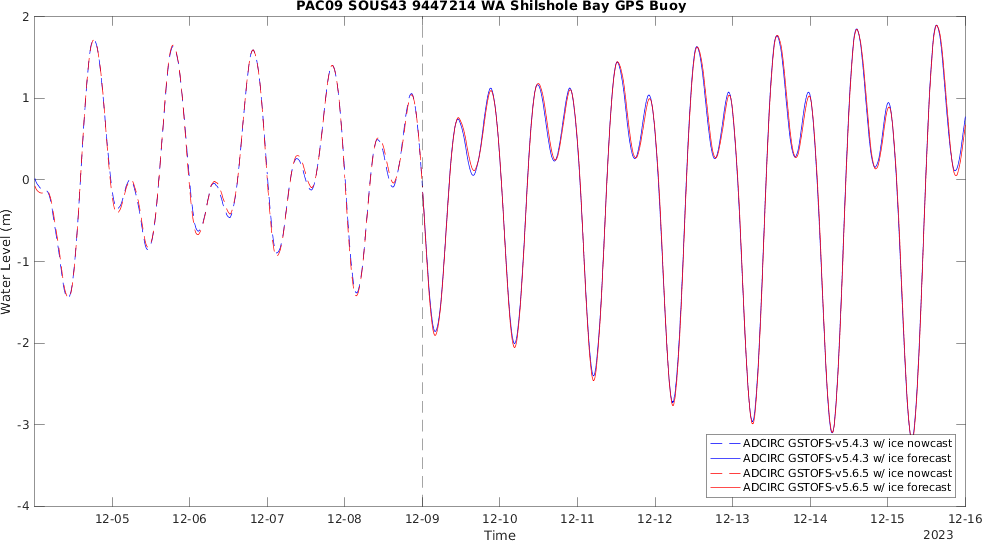 PAC09 SOUS43 9447214 WA Shilshole Bay GPS Buoy
2
1
0
-1
-2
-3
-4
Water Level (m)
ADCIRC GSTOFS-v5.4.3 w/ ice nowcast
ADCIRC GSTOFS-v5.4.3 w/ ice forecast
ADCIRC GSTOFS-v5.6.5 w/ ice nowcast
ADCIRC GSTOFS-v5.6.5 w/ ice forecast
12-05 12-06 12-07 12-08 12-09 12-10 12-11 12-12 12-13 12-14 12-15 12-16
Time
2023